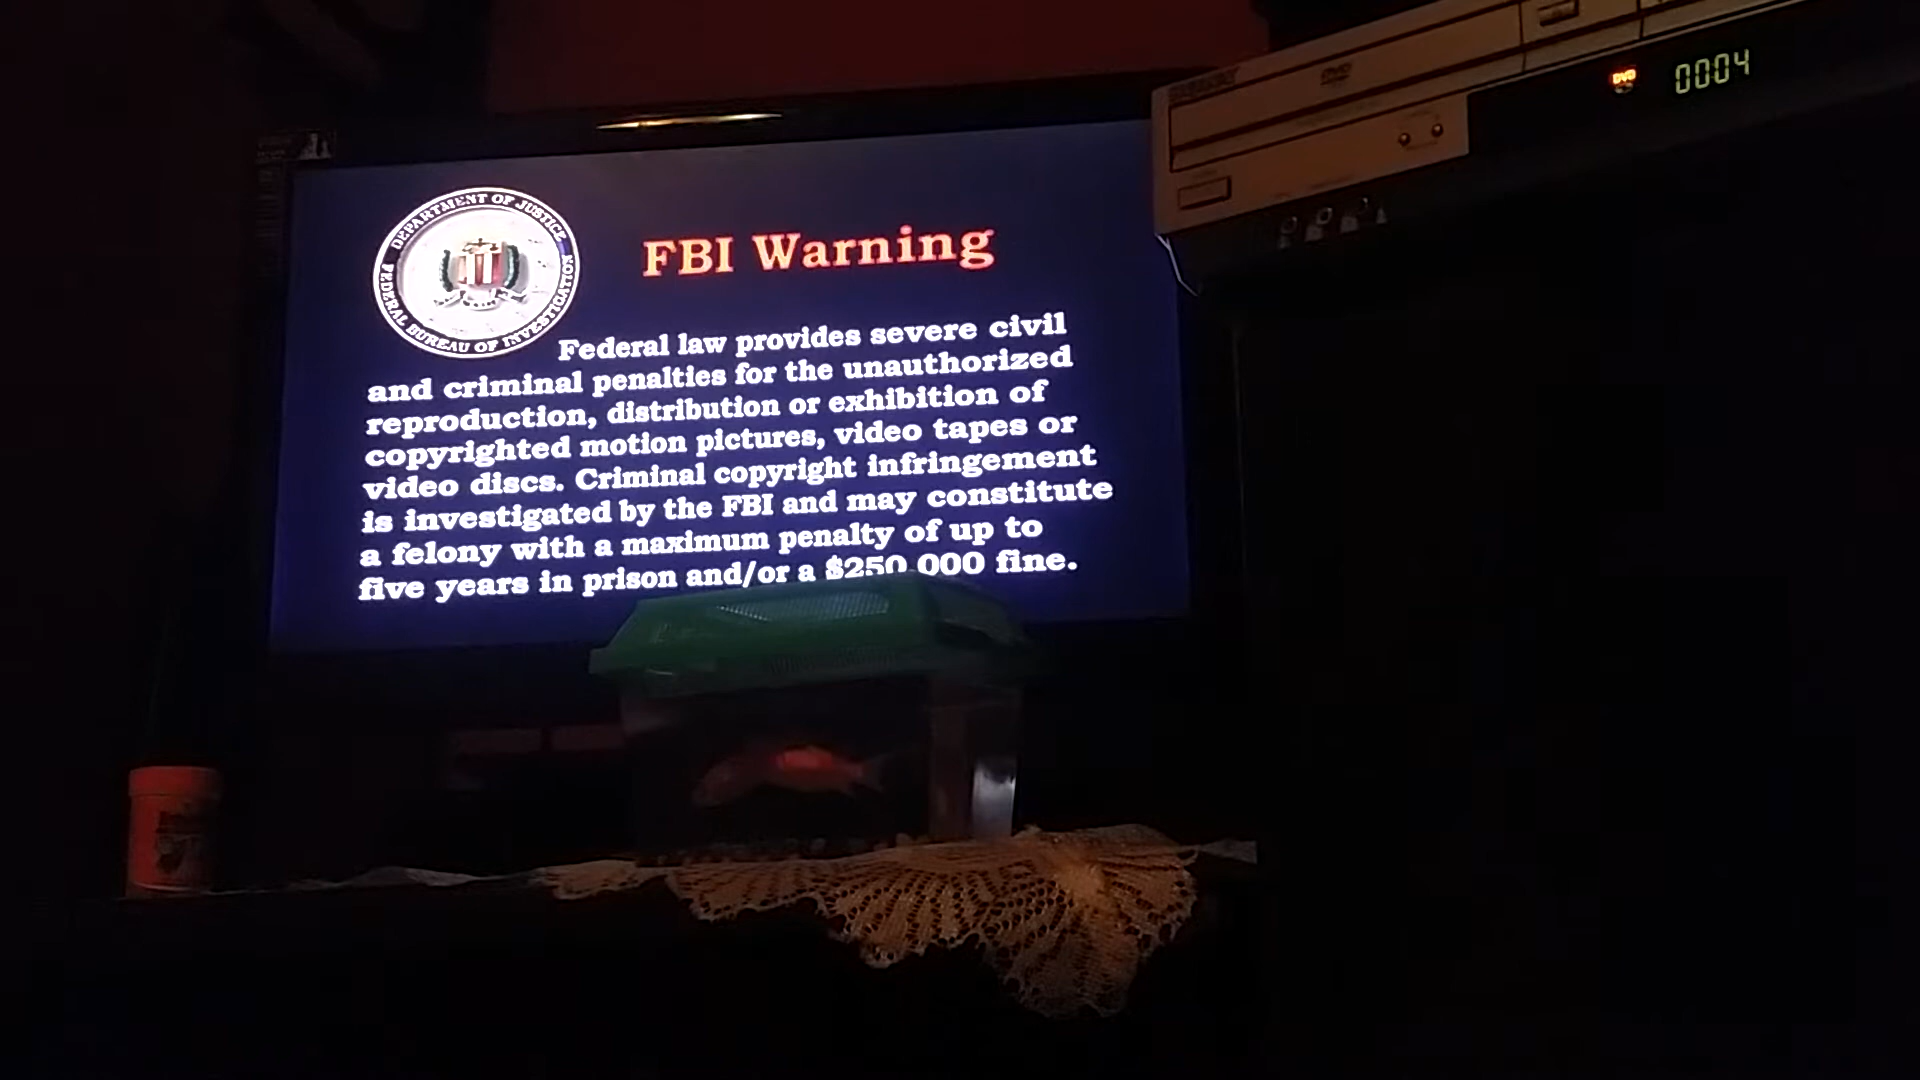 DEPARTMENT OF JUSTICE
FEDERAL BUREAU OF INVESTIGATION
FBI Warning
Federal law provides severe civil
and criminal penalties for the unauthorized
reproduction, distribution or exhibition of
copyrighted motion pictures, video tapes or
video discs. Criminal copyright infringement
is investigated by the FBI and may constitute
a felony with a maximum penalty of up to
five years in prison and/or a $250,000 fine.
DVD
DVD
0004